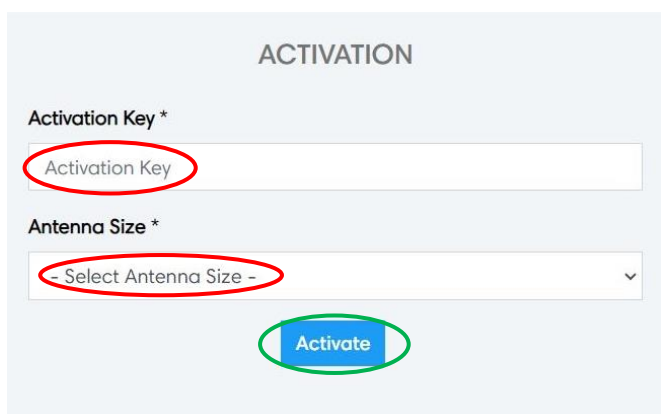 ACTIVATION
Activation Key *
Activation Key
Antenna Size *
- Select Antenna Size -
Activate